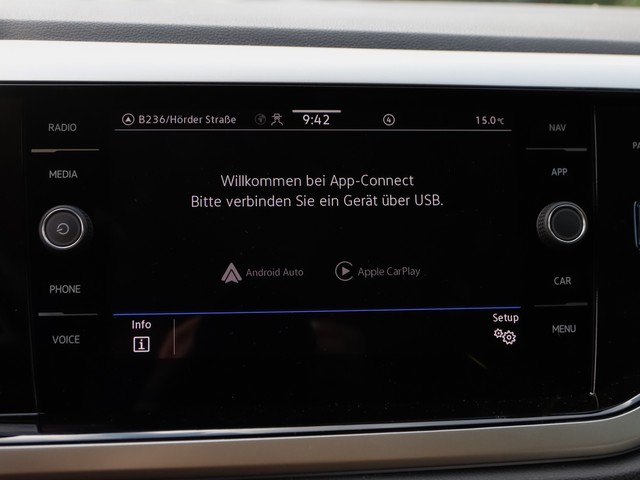 RADIO
MEDIA
PHONE
VOICE
B236/Hörder Straße 9:42 4 15.0°C
Willkommen bei App-Connect
Bitte verbinden Sie ein Gerät über USB.
Android Auto Apple CarPlay
Info Setup
i
NAV
APP
CAR
MENU